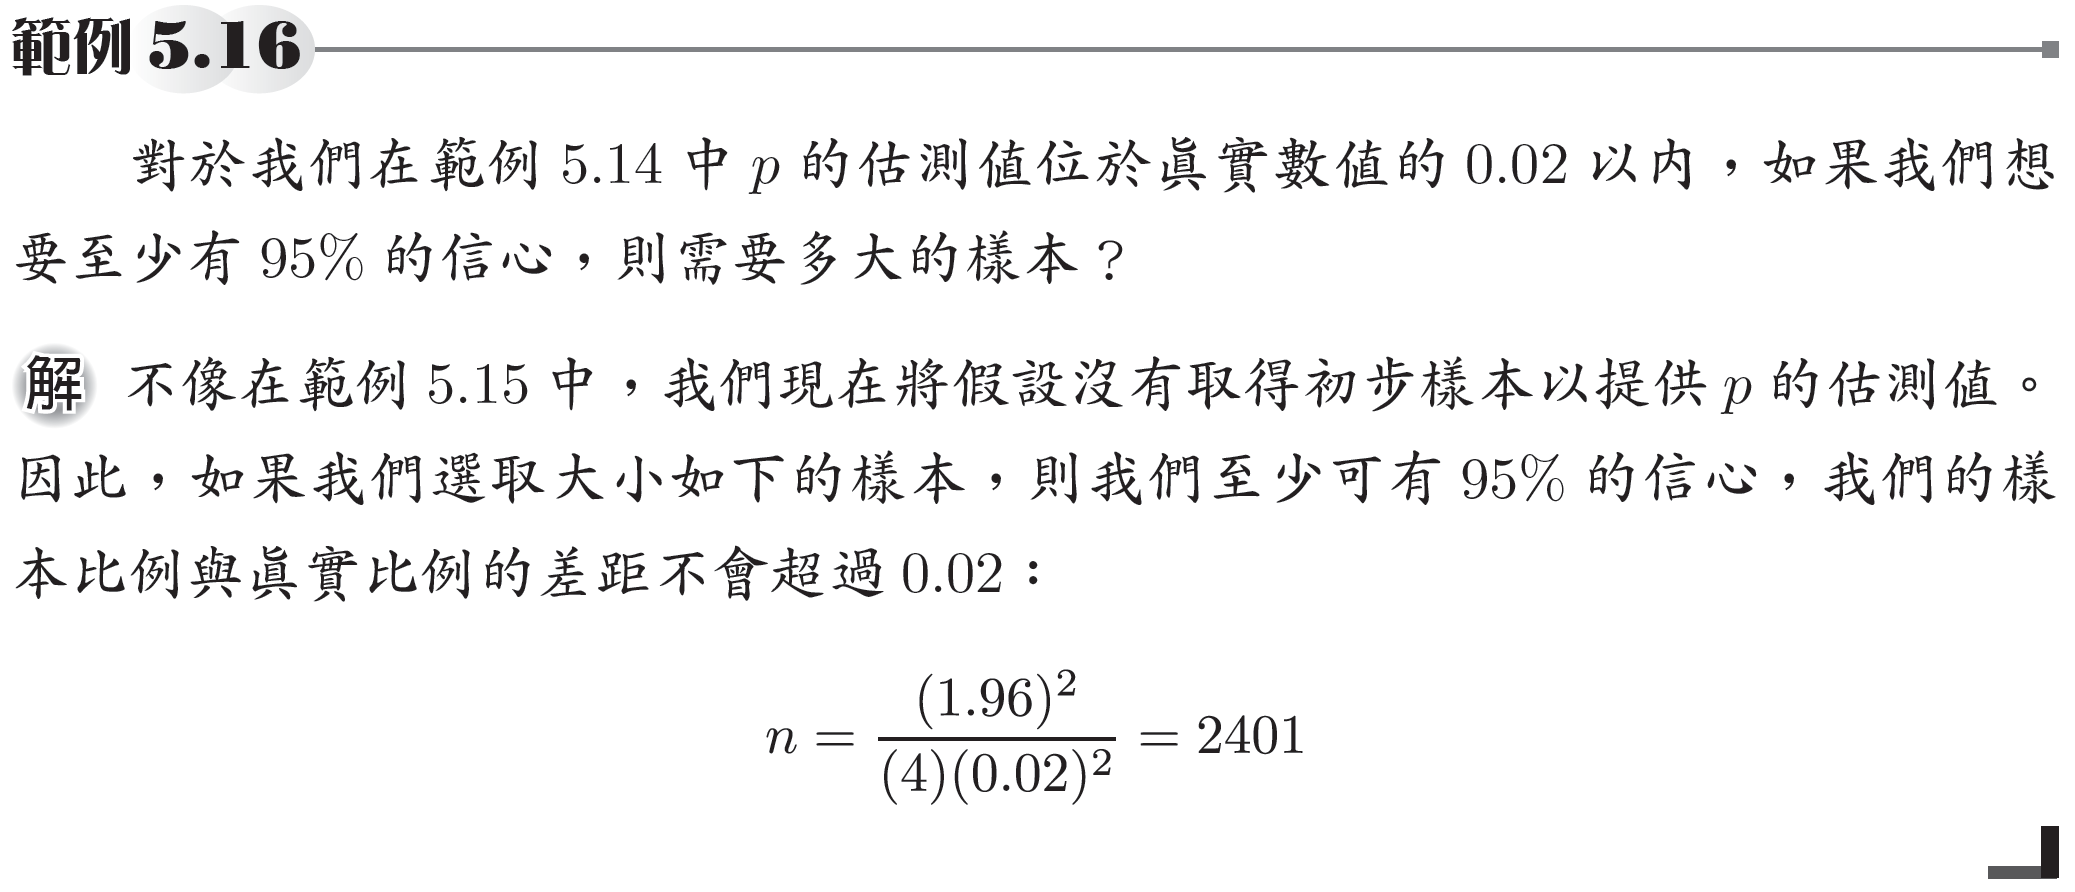 範例 5.16
對於我們在範例 5.14 中 p 的估測值位於眞實數値的 0.02 以內，如果我們想
要至少有 95% 的信心，則需要多大的樣本？
解 不像在範例 5.15 中，我們現在將假設沒有取得初步樣本以提供 p 的估測值。
因此，如果我們選取大小如下的樣本，則我們至少可有 95% 的信心，我們的樣
本比例與眞實比例的差距不會超過 0.02：
n = (1.96)² / (4)(0.02)² = 2401